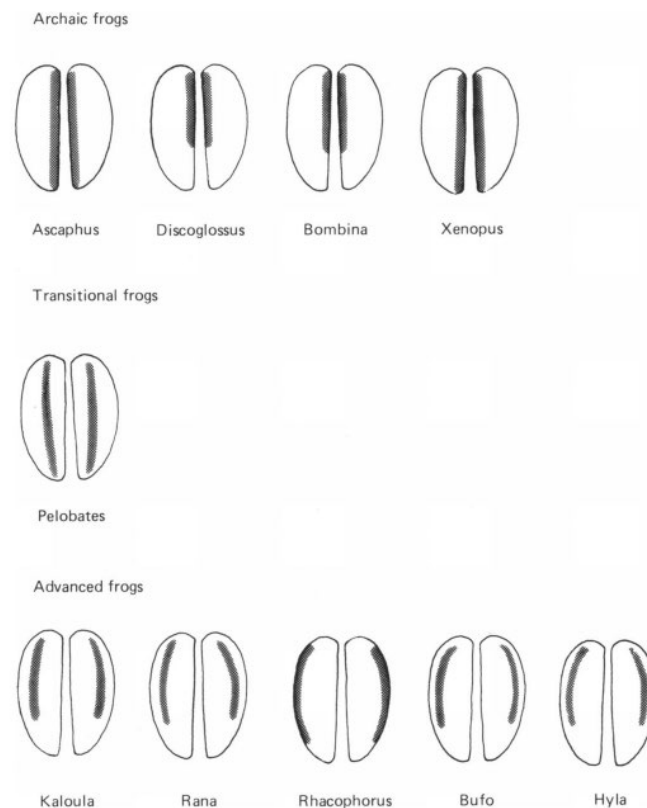 Archaic frogs
Ascaphus Discoglossus Bombina Xenopus
Transitional frogs
Pelobates
Advanced frogs
Kaloula Rana Rhacophorus Bufo Hyla